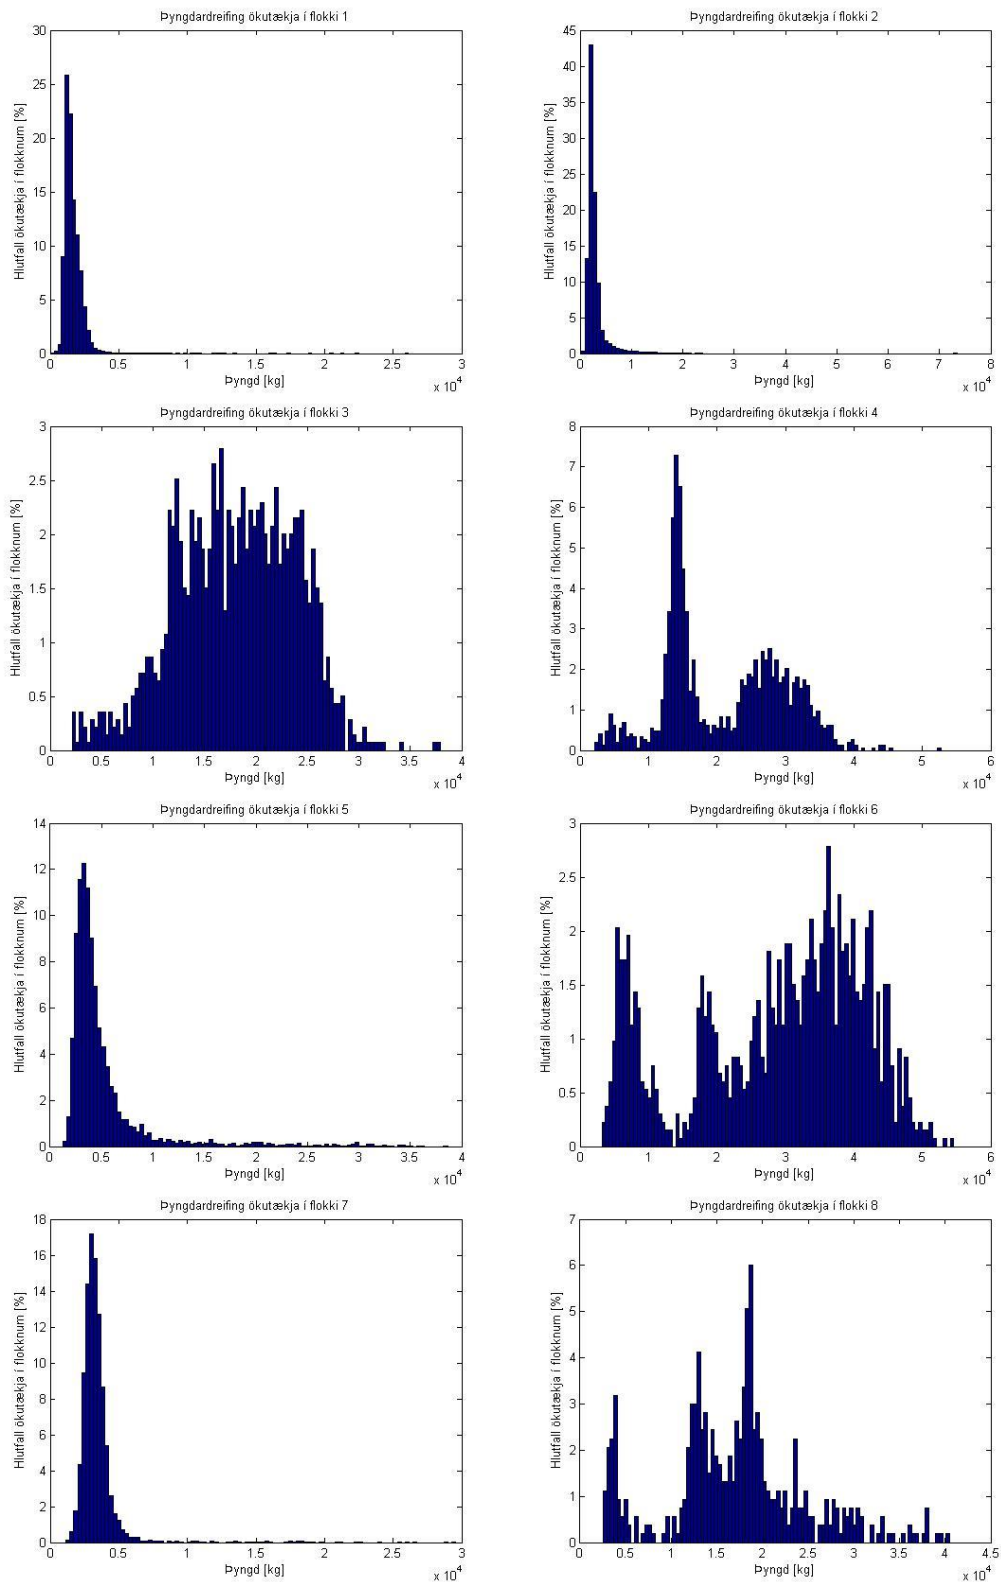 Þyngdardreifing ökutækja í flokki 1
Hlutfall ökutækja í flokknum [%]
30
25
20
15
10
5
0
0 0.5 1 1.5 2 2.5 3
Þyngd [kg]
x 10^4
Þyngdardreifing ökutækja í flokki 2
Hlutfall ökutækja í flokknum [%]
45
40
35
30
25
20
15
10
5
0
0 1 2 3 4 5 6 7 8
Þyngd [kg]
x 10^4
Þyngdardreifing ökutækja í flokki 3
Hlutfall ökutækja í flokknum [%]
3
2.5
2
1.5
1
0.5
0
0 0.5 1 1.5 2 2.5 3 3.5 4
Þyngd [kg]
x 10^4
Þyngdardreifing ökutækja í flokki 4
Hlutfall ökutækja í flokknum [%]
8
7
6
5
4
3
2
1
0
0 1 2 3 4 5 6
Þyngd [kg]
x 10^4
Þyngdardreifing ökutækja í flokki 5
Hlutfall ökutækja í flokknum [%]
14
12
10
8
6
4
2
0
0 0.5 1 1.5 2 2.5 3 3.5 4
Þyngd [kg]
x 10^4
Þyngdardreifing ökutækja í flokki 6
Hlutfall ökutækja í flokknum [%]
3
2.5
2
1.5
1
0.5
0
0 1 2 3 4 5 6
Þyngd [kg]
x 10^4
Þyngdardreifing ökutækja í flokki 7
Hlutfall ökutækja í flokknum [%]
18
16
14
12
10
8
6
4
2
0
0 0.5 1 1.5 2 2.5 3
Þyngd [kg]
x 10^4
Þyngdardreifing ökutækja í flokki 8
Hlutfall ökutækja í flokknum [%]
7
6
5
4
3
2
1
0
0 0.5 1 1.5 2 2.5 3 3.5 4 4.5
Þyngd [kg]
x 10^4